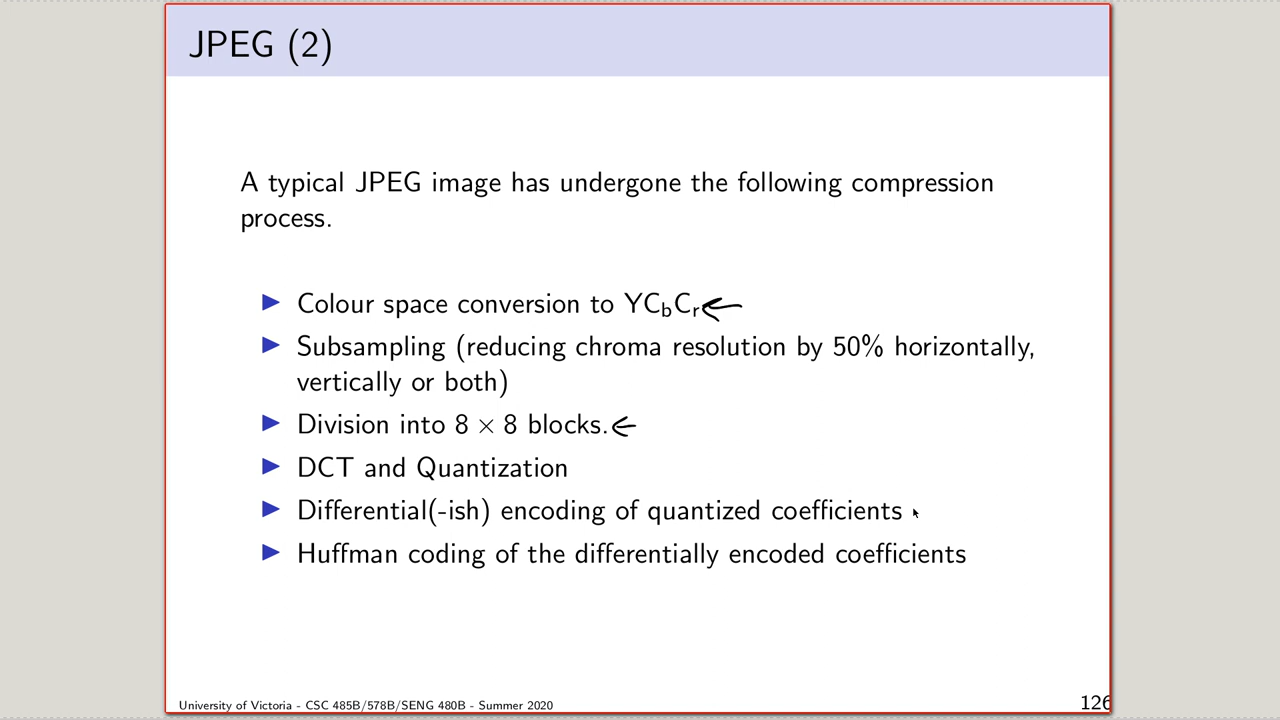 JPEG (2)
A typical JPEG image has undergone the following compression
process.
Colour space conversion to YCbCr
Subsampling (reducing chroma resolution by 50% horizontally,
vertically or both)
Division into 8 × 8 blocks.
DCT and Quantization
Differential(-ish) encoding of quantized coefficients
Huffman coding of the differentially encoded coefficients
University of Victoria - CSC 485B/578B/SENG 480B - Summer 2020
126